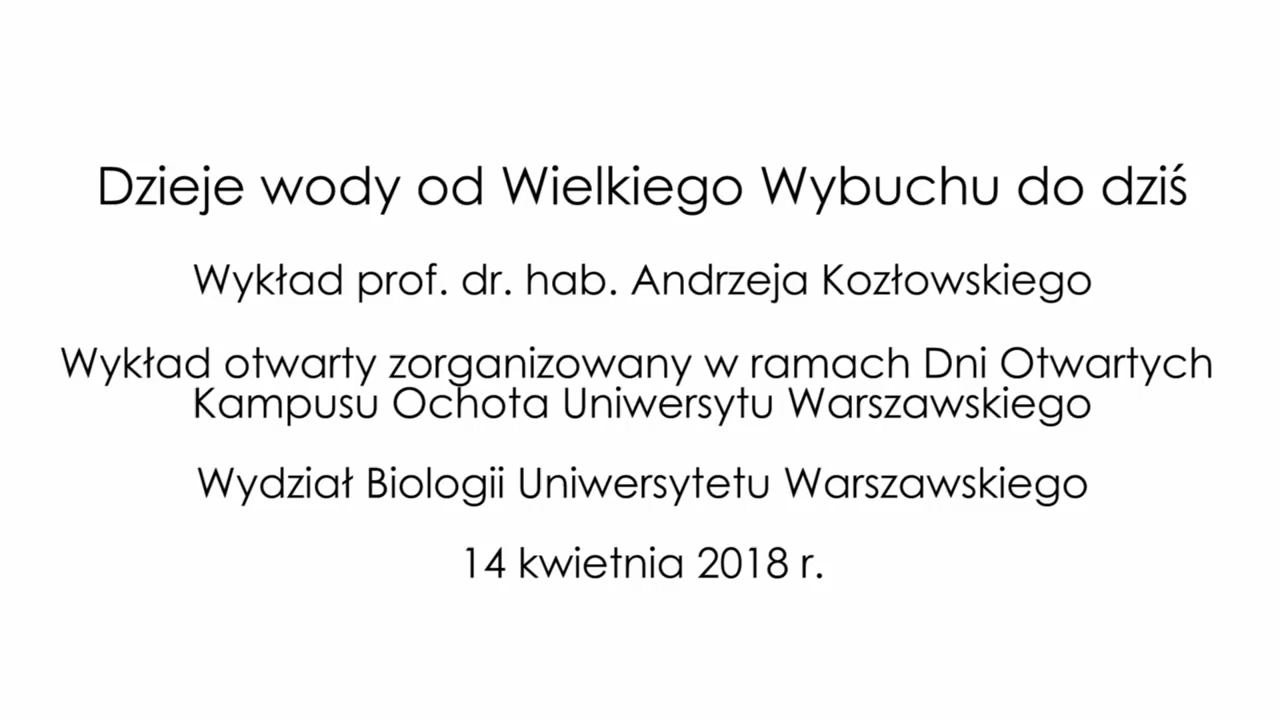 Dzieje wody od Wielkiego Wybuchu do dziś
Wykład prof. dr. hab. Andrzeja Kozłowskiego
Wykład otwarty zorganizowany w ramach Dni Otwartych
Kampusu Ochota Uniwersytu Warszawskiego
Wydział Biologii Uniwersytetu Warszawskiego
14 kwietnia 2018 r.